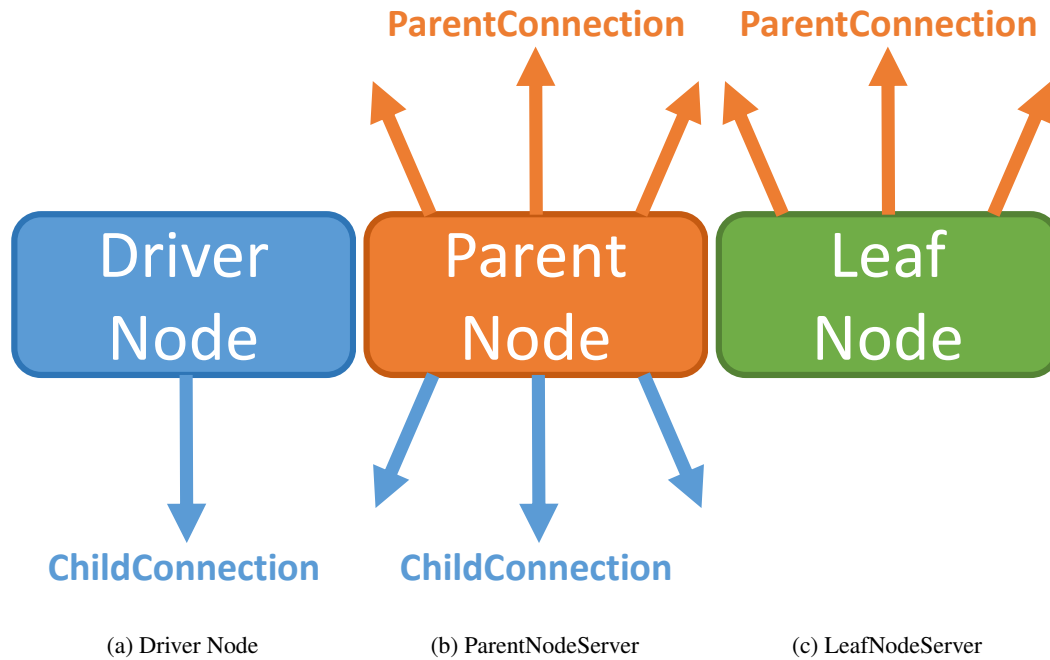 ParentConnection
ParentConnection
Driver
Node
Parent
Node
Leaf
Node
ChildConnection
ChildConnection
(a) Driver Node
(b) ParentNodeServer
(c) LeafNodeServer